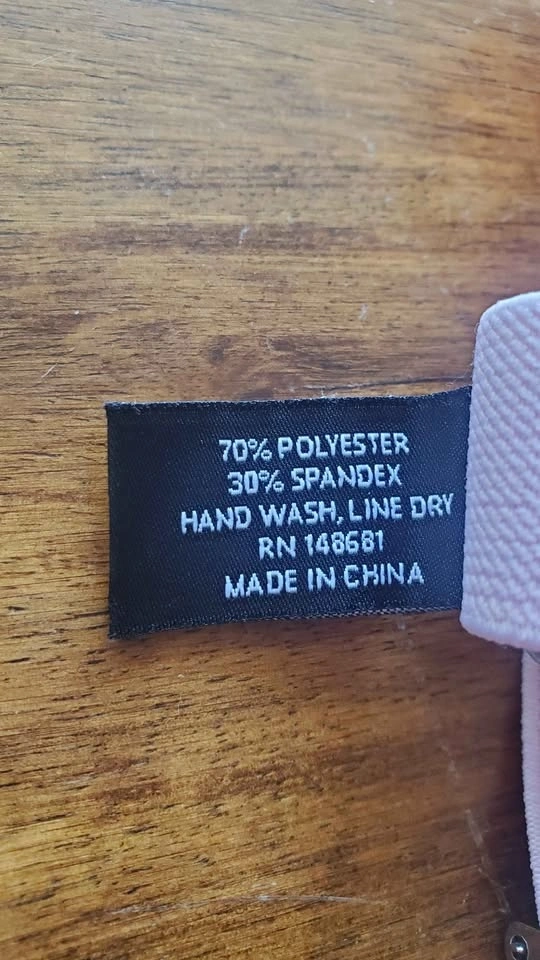 70% POLYESTER
30% SPANDEX
HAND WASH, LINE DRY
RN 148681
MADE IN CHINA